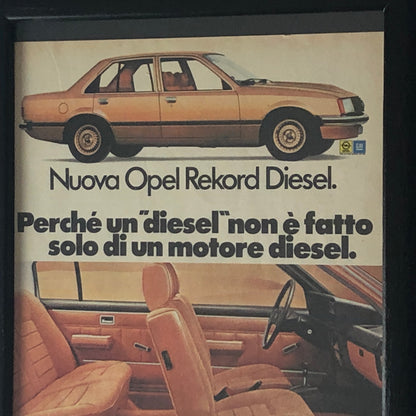 Nuova Opel Rekord Diesel.
Perché un "diesel" non è fatto
solo di un motore diesel.